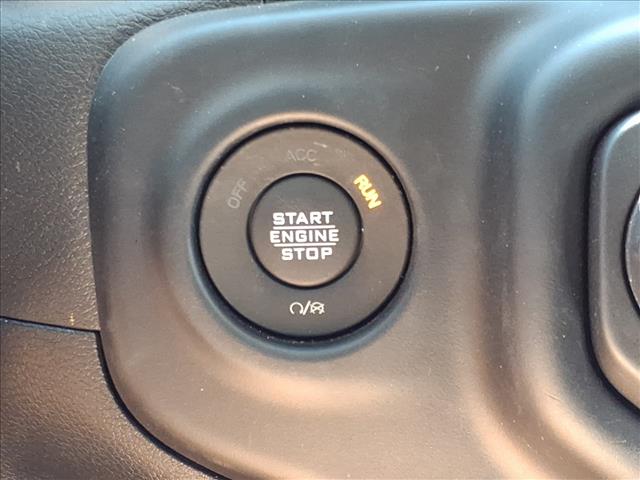 ACC
OFF
RUN
START
ENGINE
STOP